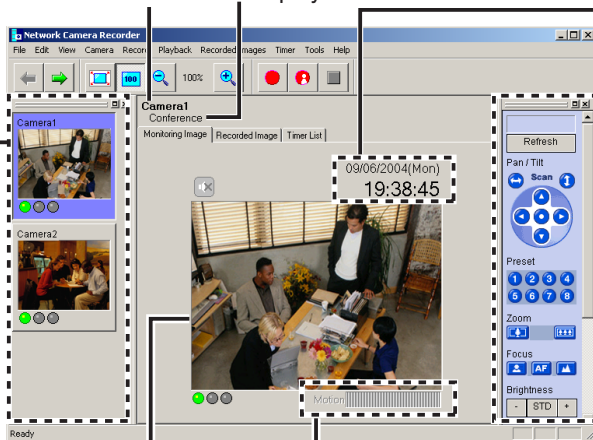 Network Camera Recorder
File Edit View Camera Recor Playback Recorded Images Timer Tools Help
100 100%
Camera1
Conference
Monitoring Image Recorded Image Timer List
09/06/2004(Mon)
19:38:45
Camera1
Camera2
Motion
Refresh
Pan / Tilt
Scan
Preset
1 2 3 4
5 6 7 8
Zoom
Focus
AF
Brightness
- STD +
Ready